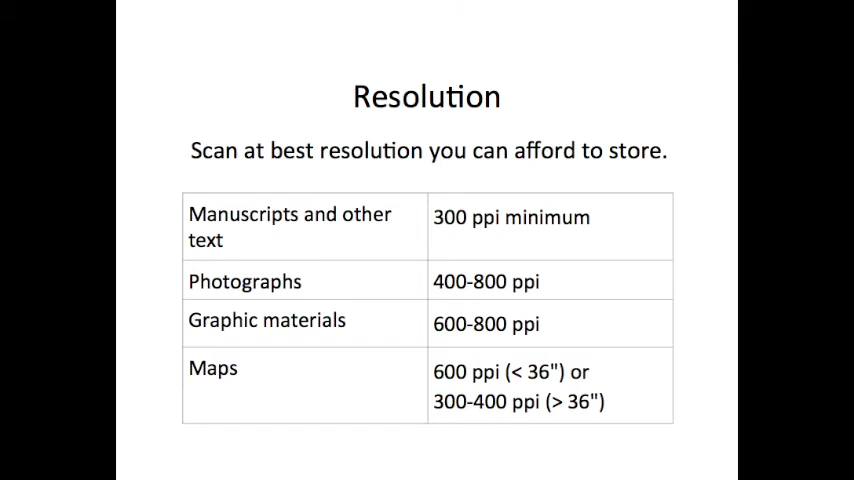 Resolution
Scan at best resolution you can afford to store.
Manuscripts and other
text
300 ppi minimum
Photographs
400-800 ppi
Graphic materials
600-800 ppi
Maps
600 ppi (< 36") or
300-400 ppi (> 36")